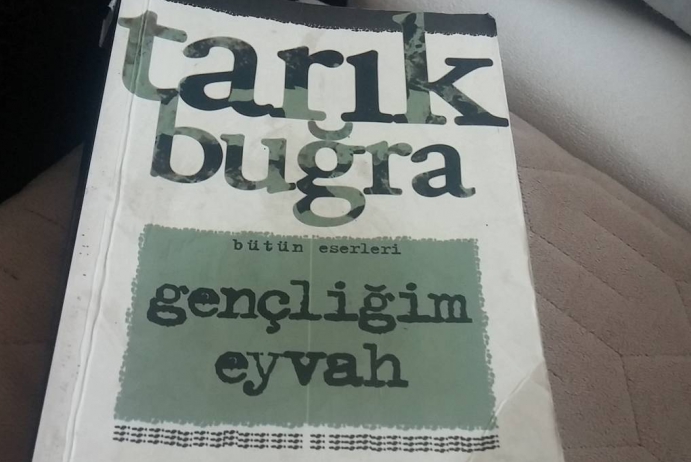 tarık
buğra
bütün eserleri
gençliğim
eyvah